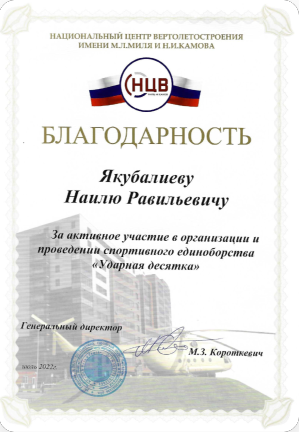 НАЦИОНАЛЬНЫЙ ЦЕНТР ВЕРТОЛЕТОСТРОЕНИЯ
ИМЕНИ М.Л.МИЛЯ И Н.И.КАМОВА
НЦВ
БЛАГОДАРНОСТЬ
Якубалиеву
Наилю Равильевичу
За активное участие в организации и
проведении спортивного единоборства
«Ударная десятка»
Генеральный директор
М.З. Короткевич
июль 2022г.